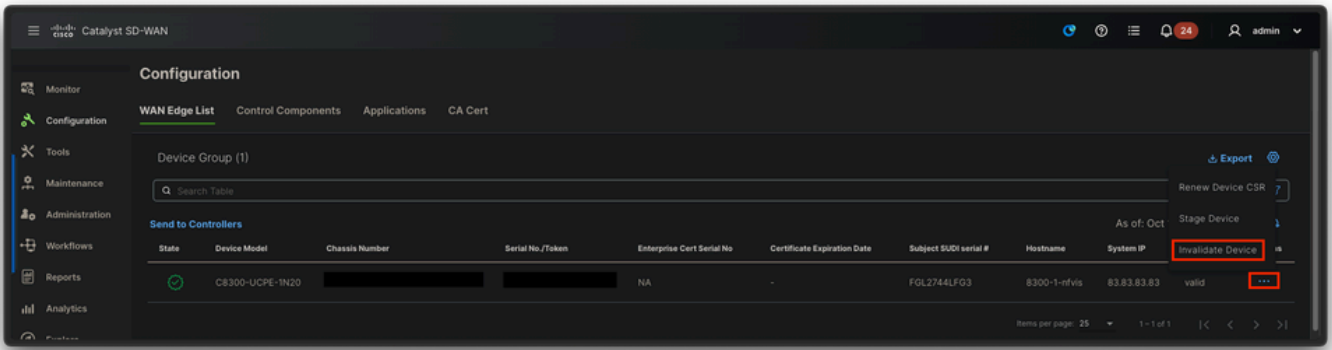 cisco Catalyst SD-WAN 24 admin
Configuration
Monitor
WAN Edge List Control Components Applications CA Cert
Configuration
Tools
Device Group (1) Export
Maintenance
Search Table Renew Device CSR
Administration
Send to Controllers As of: Oct Stage Device
Workflows
State Device Model Chassis Number Serial No./Token Enterprise Cert Serial No Certificate Expiration Date Subject SUDI serial # Hostname System IP Invalidate Device
Reports
C8300-UCPE-1N20 NA - FGL2744LFG3 8300-1-nfvis 83.83.83.83 valid ...
Analytics
Items per page: 25 1 – 1 of 1